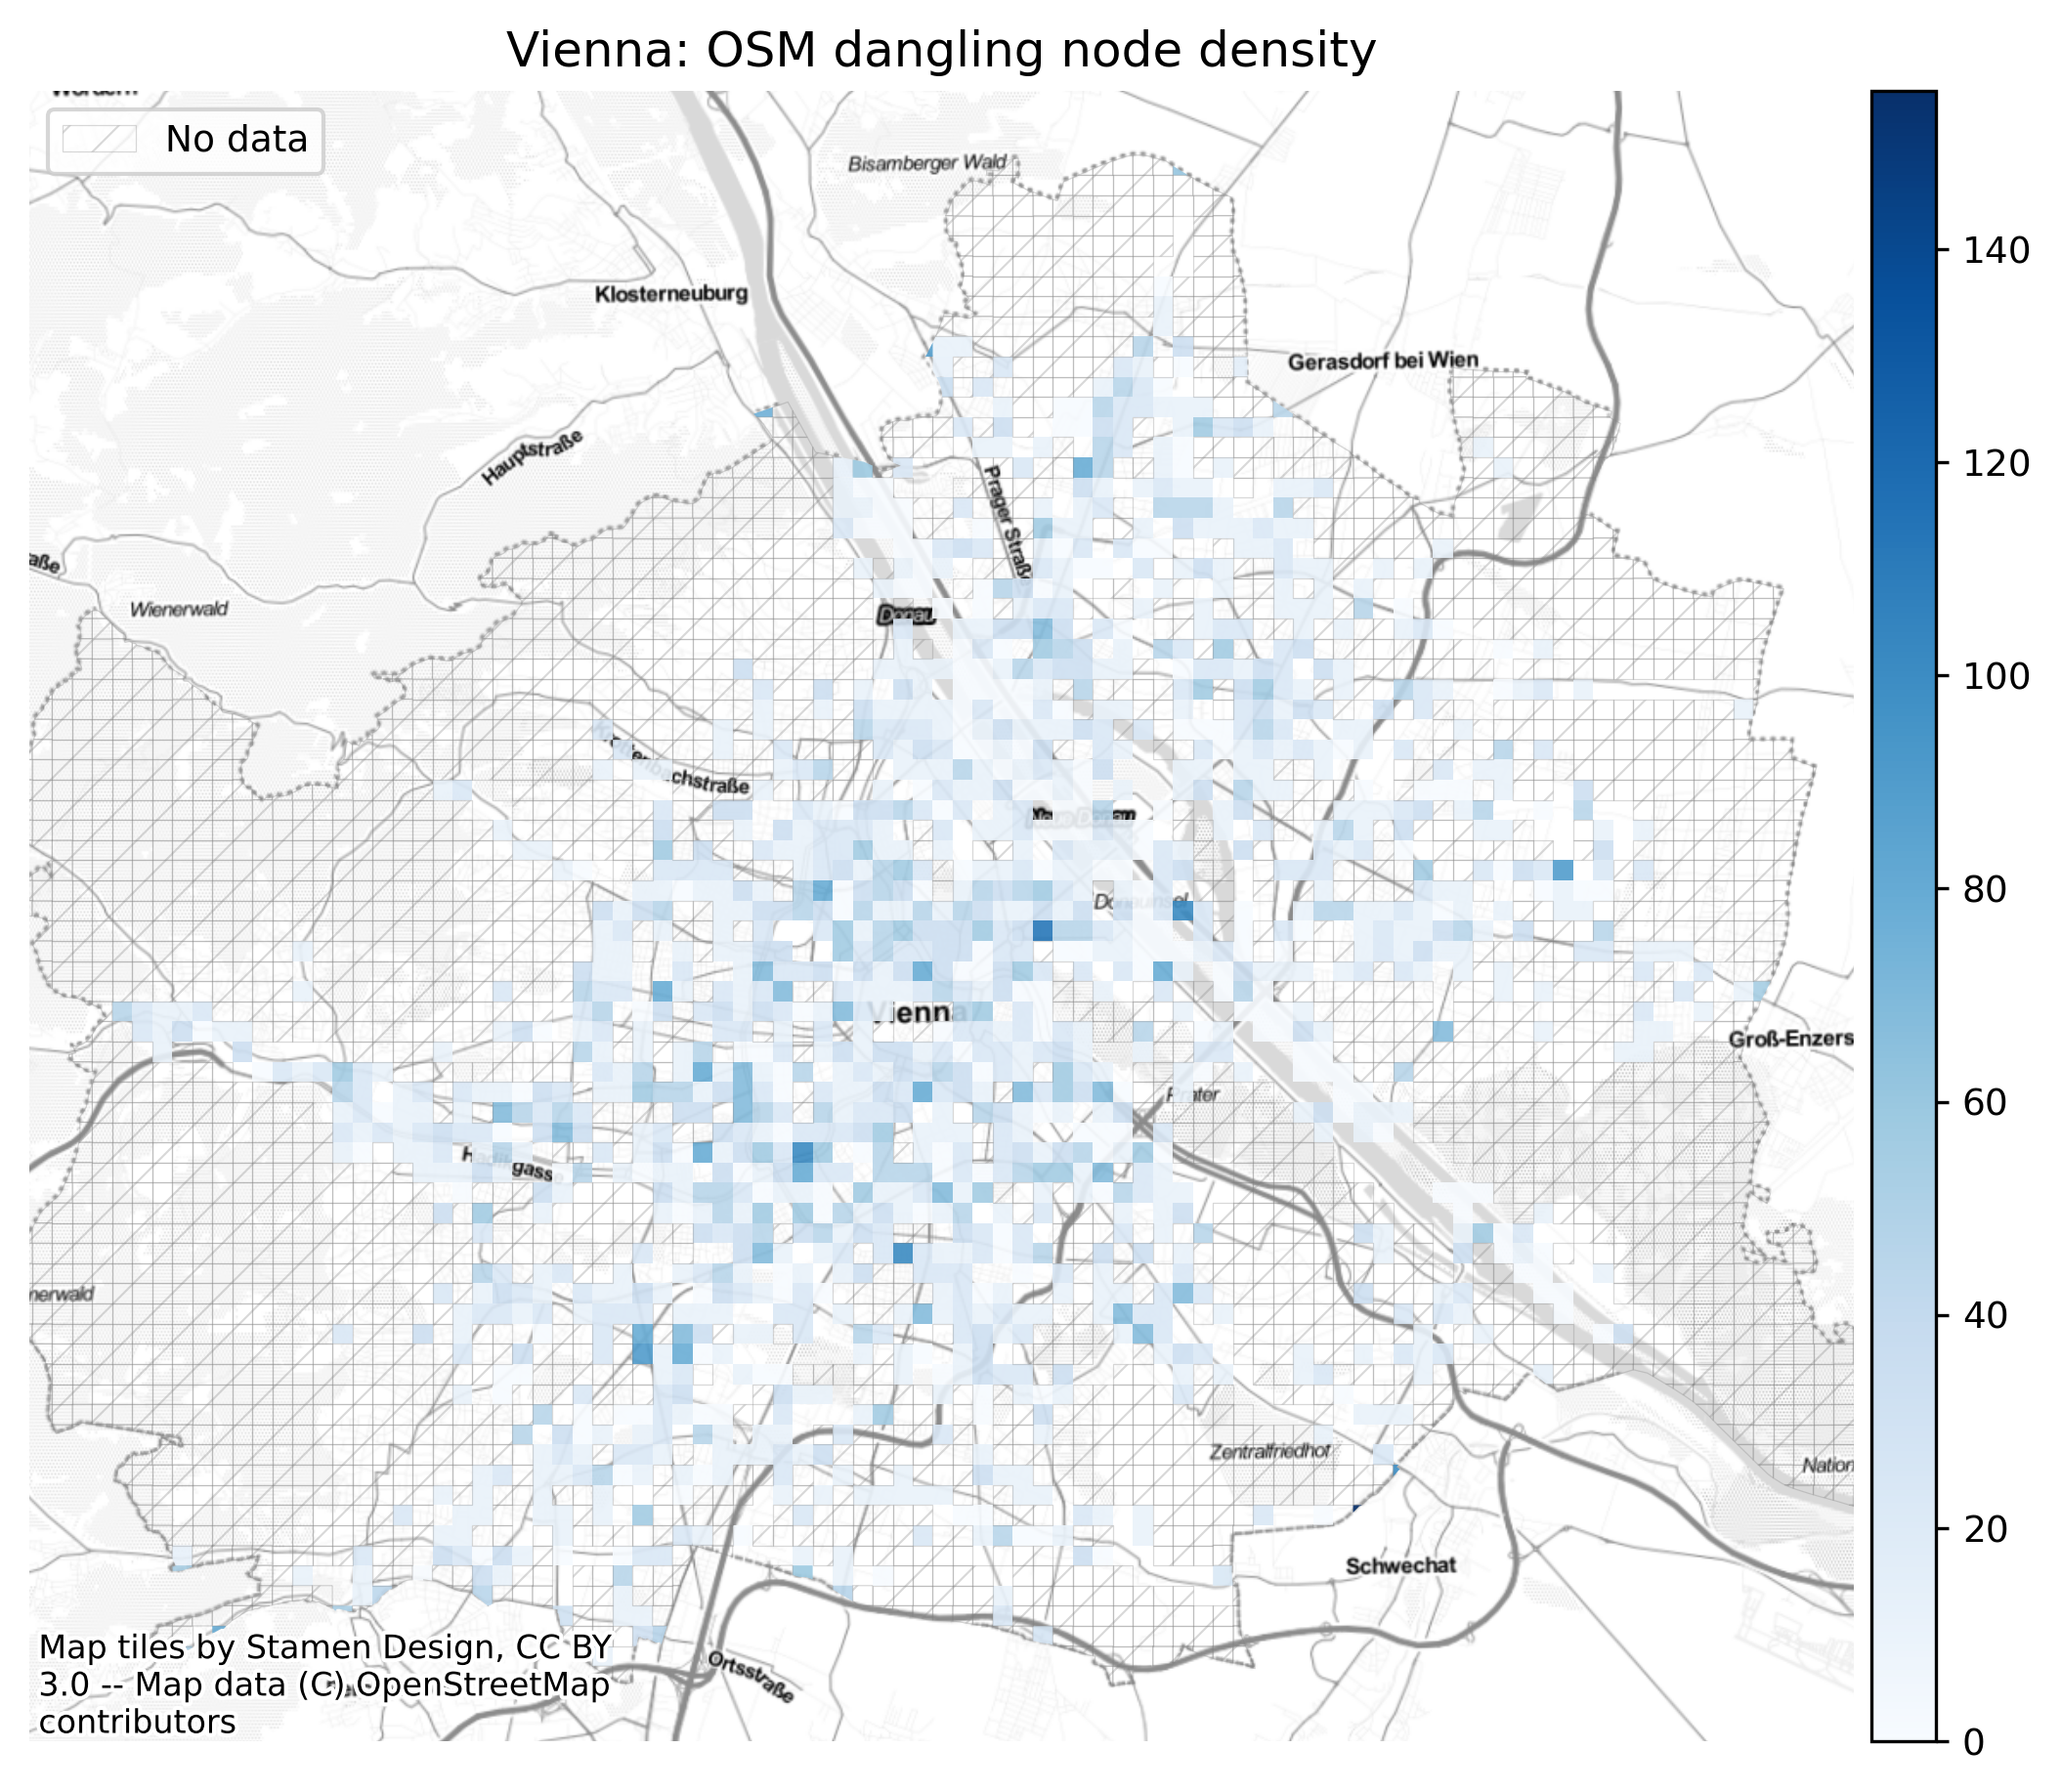 Vienna: OSM dangling node density
No data
Bisamberger Wald
Klosterneuburg
Gerasdorf bei Wien
Hauptstraße
Prager Straße
aße
Wienerwald
Donau
chstraße
Neue Donau
Donauinsel
Vienna
Groß-Enzers
Prater
nerwald
Zentralfriedhof
Nation
Schwechat
Ortsstraße
Map tiles by Stamen Design, CC BY
3.0 -- Map data (C) OpenStreetMap
contributors
140
120
100
80
60
40
20
0